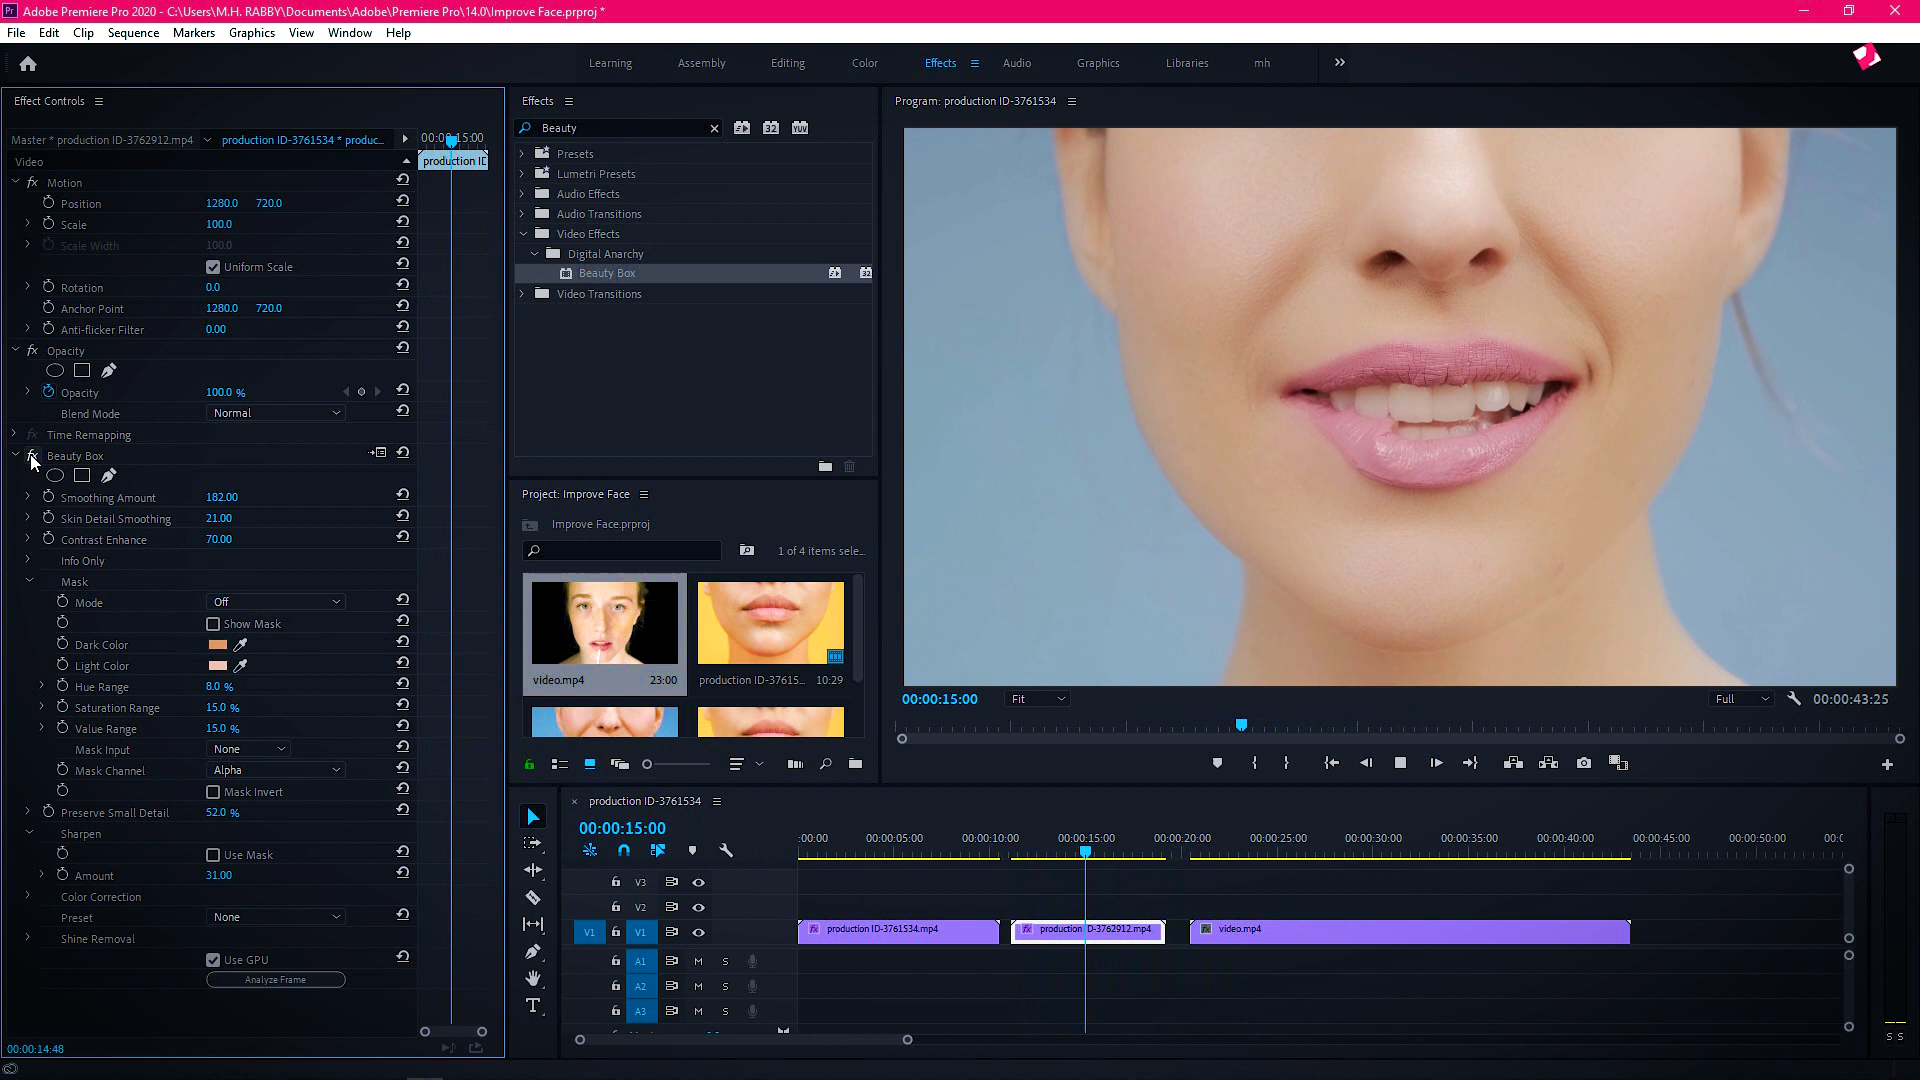 Adobe Premiere Pro 2020 - C:\Users\M.H. RABBY\Documents\Adobe\Premiere Pro\14.0\Improve Face.prproj *
File Edit Clip Sequence Markers Graphics View Window Help
Learning Assembly Editing Color Effects Audio Graphics Libraries mh
Effect Controls
Master * production ID-3762912.mp4 production ID-3761534 * produc...
00:00:15:00
Video
production ID
Motion
Position 1280.0 720.0
Scale 100.0
Scale Width 100.0
Uniform Scale
Rotation 0.0
Anchor Point 1280.0 720.0
Anti-flicker Filter 0.00
Opacity
Opacity 100.0 %
Blend Mode Normal
Time Remapping
Beauty Box
Smoothing Amount 182.00
Skin Detail Smoothing 21.00
Contrast Enhance 70.00
Info Only
Mask
Mode Off
Show Mask
Dark Color
Light Color
Hue Range 8.0 %
Saturation Range 15.0 %
Value Range 15.0 %
Mask Input None
Mask Channel Alpha
Mask Invert
Preserve Small Detail 52.0 %
Sharpen
Use Mask
Amount 31.00
Color Correction
Preset None
Shine Removal
Use GPU
Analyze Frame
00:00:14:48
Effects
Beauty
32 YUV
Presets
Lumetri Presets
Audio Effects
Audio Transitions
Video Effects
Digital Anarchy
Beauty Box
32
Video Transitions
Project: Improve Face
Improve Face.prproj
1 of 4 items sele...
video.mp4 23:00
production ID-37615... 10:29
Program: production ID-3761534
00:00:15:00 Fit Full 00:00:43:25
production ID-3761534
00:00:15:00
:00:00 00:00:05:00 00:00:10:00 00:00:15:00 00:00:20:00 00:00:25:00 00:00:30:00 00:00:35:00 00:00:40:00 00:00:45:00 00:00:50:00 00:0
V3
V2
V1 V1
production ID-3761534.mp4 production ID-3762912.mp4 video.mp4
A1 M S
A2 M S
A3 M S
S S